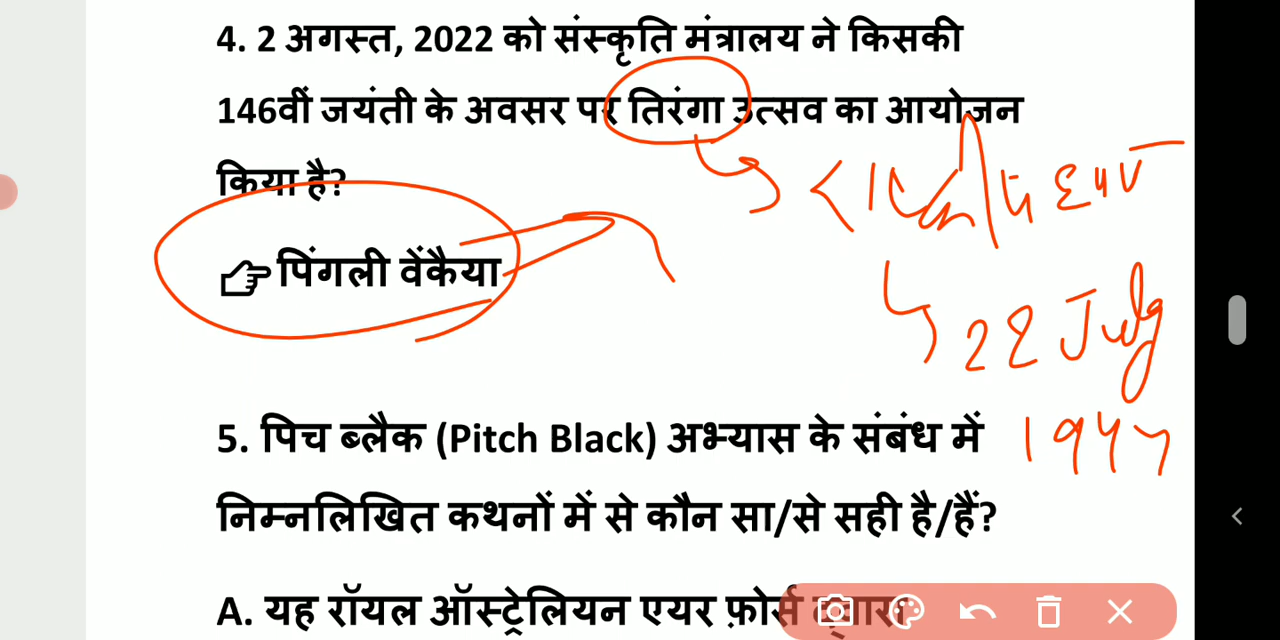 4. 2 अगस्त, 2022 को संस्कृति मंत्रालय ने किसकी
146वीं जयंती के अवसर पर तिरंगा उत्सव का आयोजन
किया है?
पिंगली वेंकैया
22 July
1947
5. पिच ब्लैक (Pitch Black) अभ्यास के संबंध में
निम्नलिखित कथनों में से कौन सा/से सही है/हैं?
A. यह रॉयल ऑस्ट्रेलियन एयर फ़ोर्स द्वारा